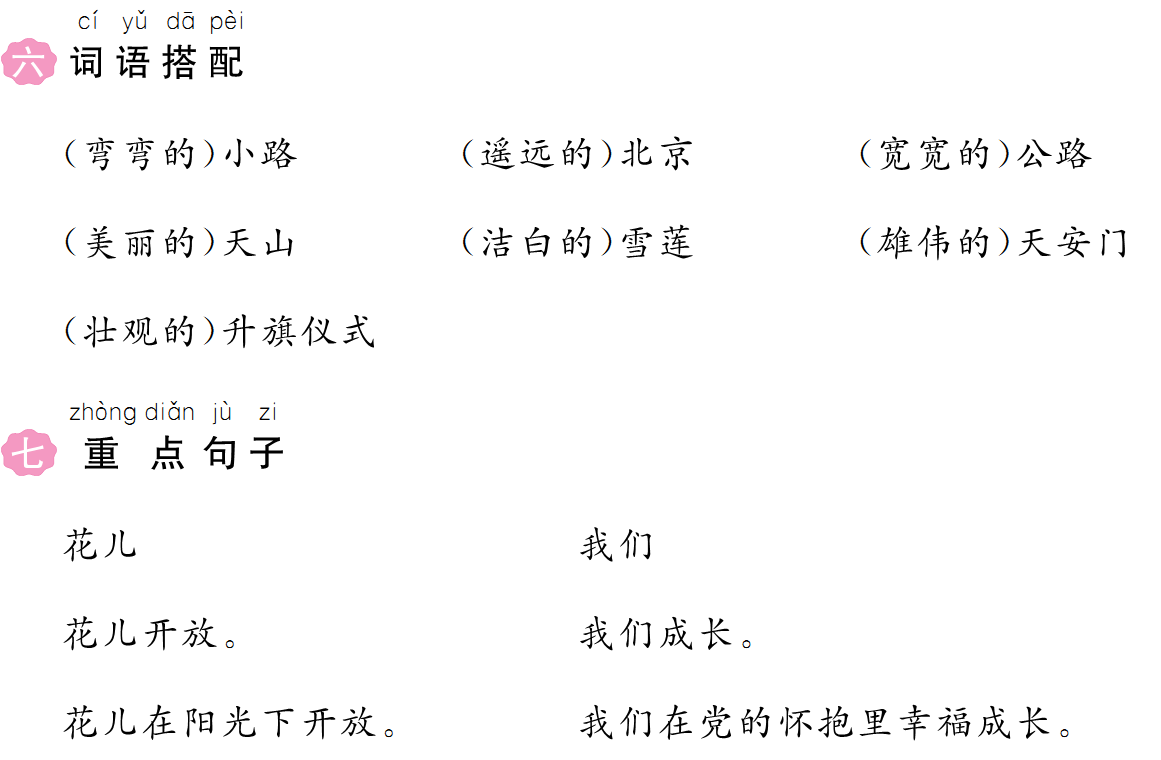 cí yǔ dā pèi
六 词语搭配
（弯弯的）小路 （遥远的）北京 （宽宽的）公路
（美丽的）天山 （洁白的）雪莲 （雄伟的）天安门
（壮观的）升旗仪式
zhòng diǎn jù zi
七 重点句子
花儿 我们
花儿开放。 我们成长。
花儿在阳光下开放。 我们在党的怀抱里幸福成长。